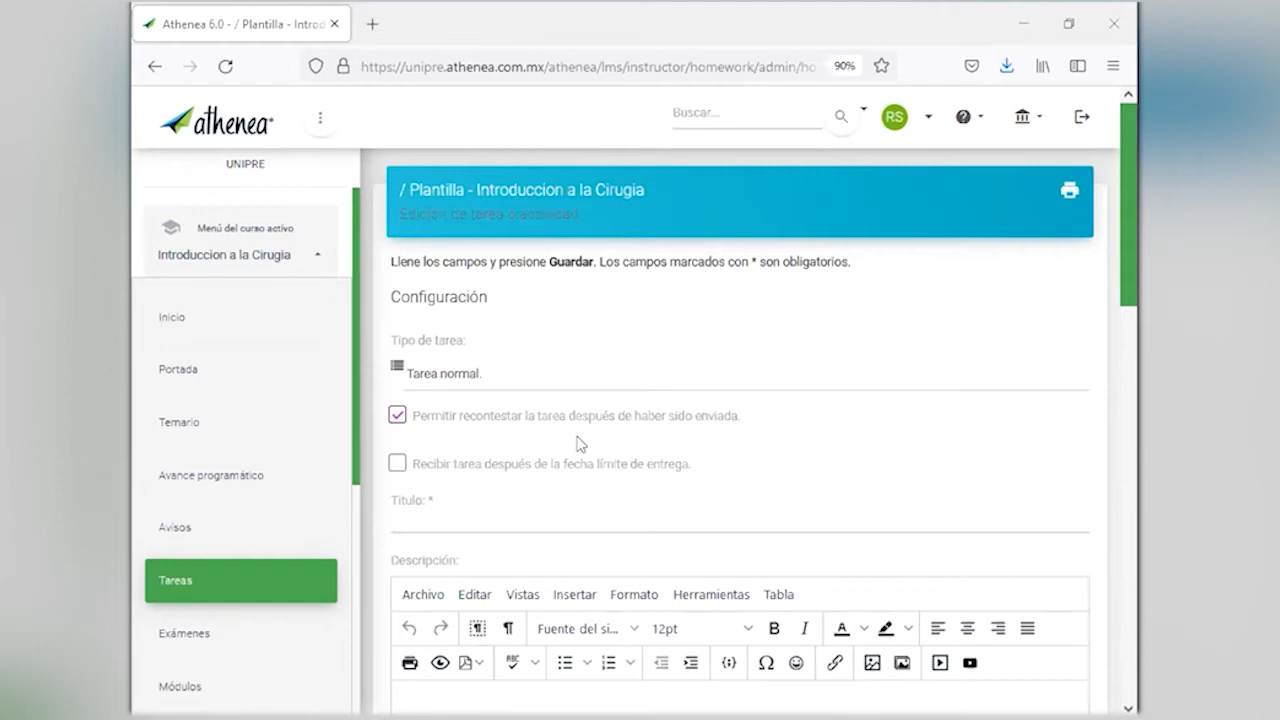 Athenea 6.0 - / Plantilla - Introd
https://unipre.athenea.com.mx/athenea/lms/instructor/homework/admin/ho
90%
athenea®
Buscar...
RS
UNIPRE
Menú del curso activo
Introduccion a la Cirugia
Inicio
Portada
Temario
Avance programático
Avisos
Tareas
Exámenes
Módulos
/ Plantilla - Introduccion a la Cirugia
Edición de tarea
Llene los campos y presione Guardar. Los campos marcados con * son obligatorios.
Configuración
Tipo de tarea:
Tarea normal.
Permitir recontestar la tarea después de haber sido enviada.
Recibir tarea después de la fecha límite de entrega.
Titulo: *
Descripción:
Archivo Editar Vistas Insertar Formato Herramientas Tabla
Fuente del si... 12pt B I A
ABC